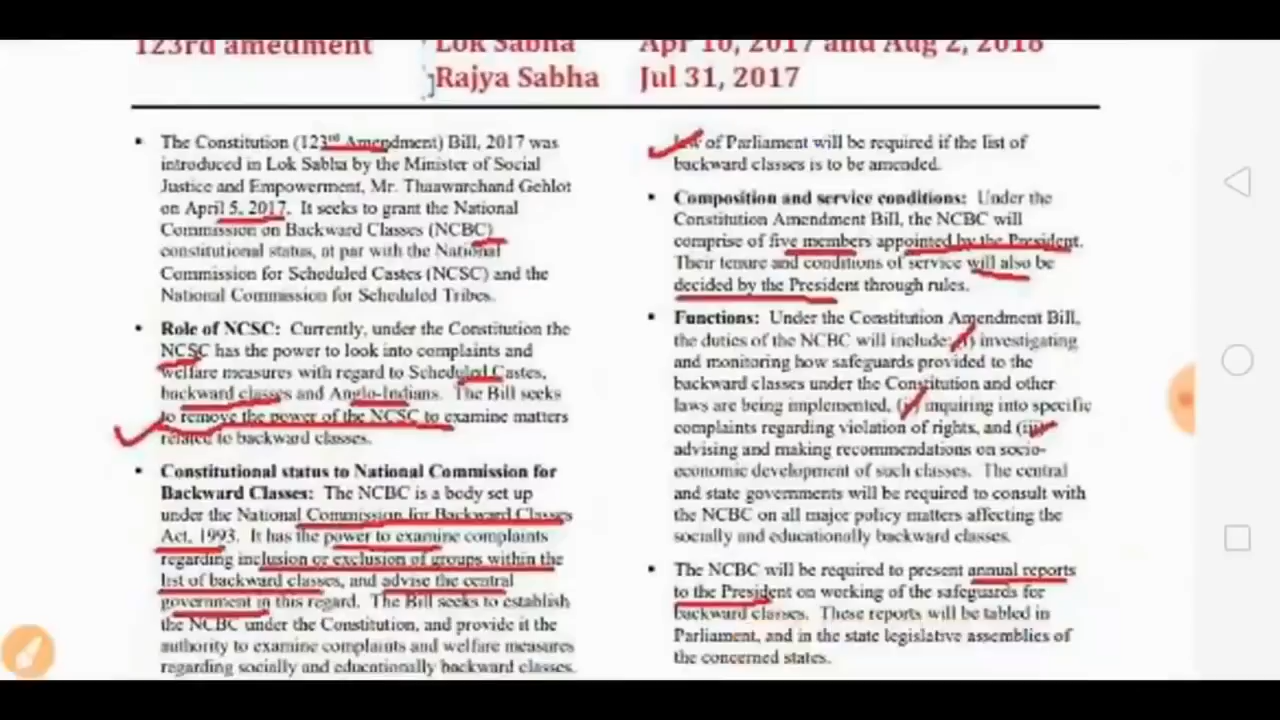 123rd amedment
Lok Sabha
Apr 10, 2017 and Aug 2, 2018
Rajya Sabha
Jul 31, 2017
• The Constitution (123rd Amendment) Bill, 2017 was
introduced in Lok Sabha by the Minister of Social
Justice and Empowerment, Mr. Thaawarchand Gehlot
on April 5, 2017. It seeks to grant the National
Commission on Backward Classes (NCBC)
constitutional status, at par with the National
Commission for Scheduled Castes (NCSC) and the
National Commission for Scheduled Tribes.
• Role of NCSC: Currently, under the Constitution the
NCSC has the power to look into complaints and
welfare measures with regard to Scheduled Castes,
backward classes and Anglo-Indians. The Bill seeks
to remove the power of the NCSC to examine matters
related to backward classes.
• Constitutional status to National Commission for
Backward Classes: The NCBC is a body set up
under the National Commission for Backward Classes
Act, 1993. It has the power to examine complaints
regarding inclusion or exclusion of groups within the
list of backward classes, and advise the central
government in this regard. The Bill seeks to establish
the NCBC under the Constitution, and provide it the
authority to examine complaints and welfare measures
regarding socially and educationally backward classes.
law of Parliament will be required if the list of
backward classes is to be amended.
• Composition and service conditions: Under the
Constitution Amendment Bill, the NCBC will
comprise of five members appointed by the President.
Their tenure and conditions of service will also be
decided by the President through rules.
• Functions: Under the Constitution Amendment Bill,
the duties of the NCBC will include: (i) investigating
and monitoring how safeguards provided to the
backward classes under the Constitution and other
laws are being implemented, (ii) inquiring into specific
complaints regarding violation of rights, and (iii)
advising and making recommendations on socio-
economic development of such classes. The central
and state governments will be required to consult with
the NCBC on all major policy matters affecting the
socially and educationally backward classes.
• The NCBC will be required to present annual reports
to the President on working of the safeguards for
backward classes. These reports will be tabled in
Parliament, and in the state legislative assemblies of
the concerned states.